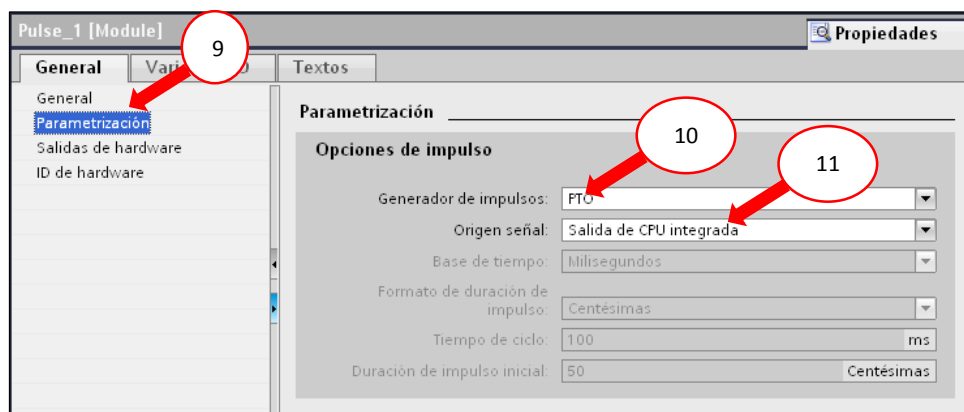 Pulse_1 [Module]
Propiedades
9
General
Textos
General
Parametrización
Salidas de hardware
ID de hardware
Parametrización
Opciones de impulso
10
11
Generador de impulsos: PTO
Origen señal: Salida de CPU integrada
Base de tiempo: Milisegundos
Formato de duración de
impulso: Centésimas
Tiempo de ciclo: 100 ms
Duración de impulso inicial: 50 Centésimas